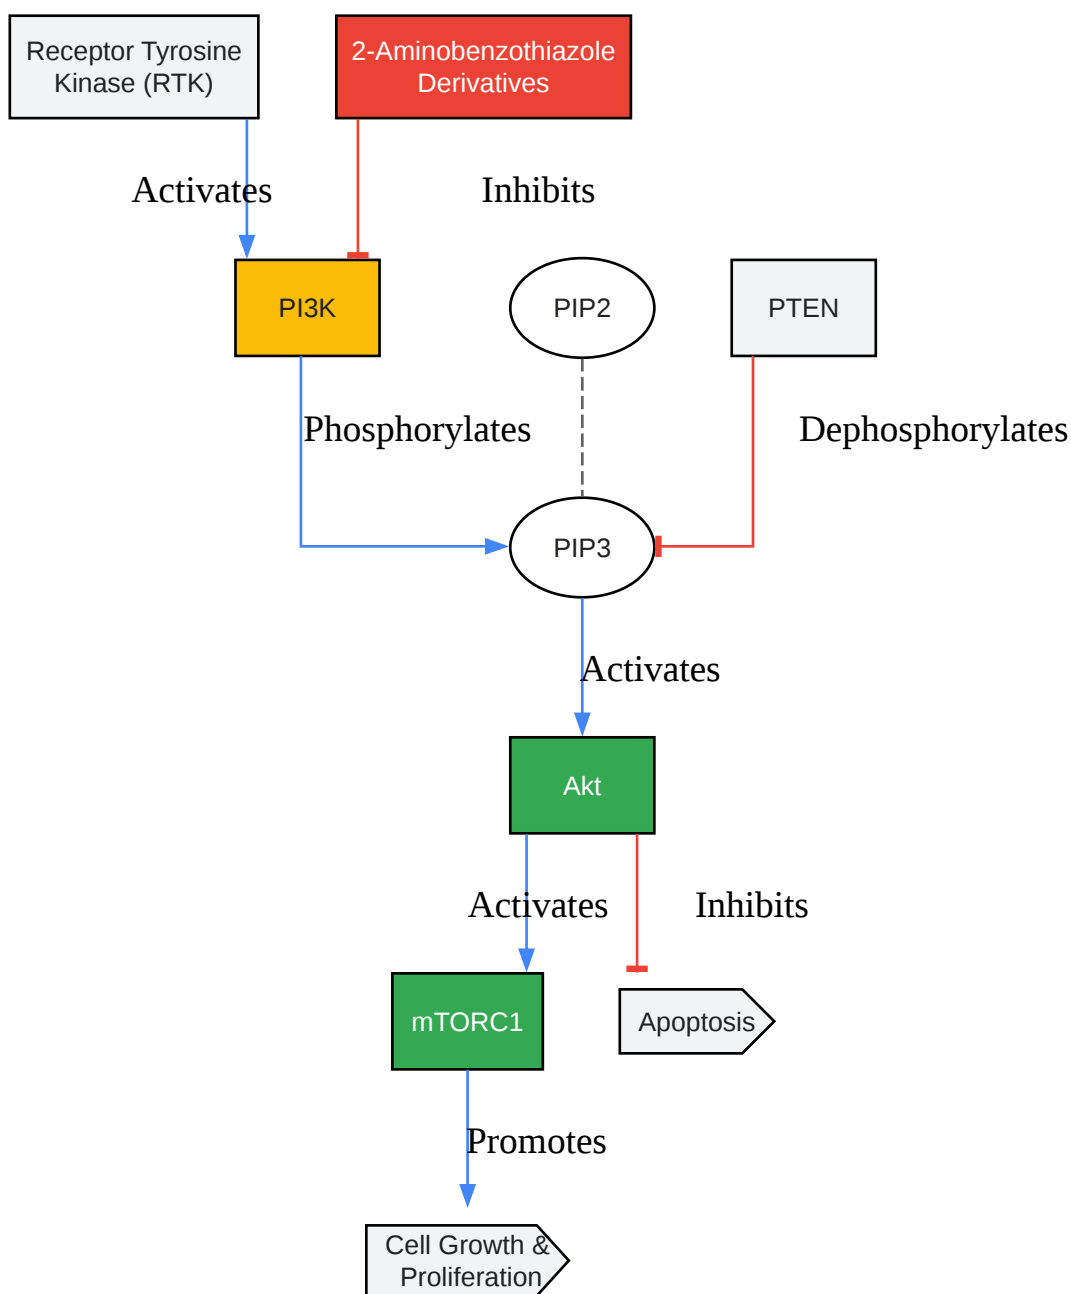 Receptor Tyrosine
Kinase (RTK)
2-Aminobenzothiazole
Derivatives
Activates
Inhibits
PI3K
PIP2
PTEN
Phosphorylates
Dephosphorylates
PIP3
Activates
Akt
Activates
Inhibits
mTORC1
Apoptosis
Promotes
Cell Growth &
Proliferation